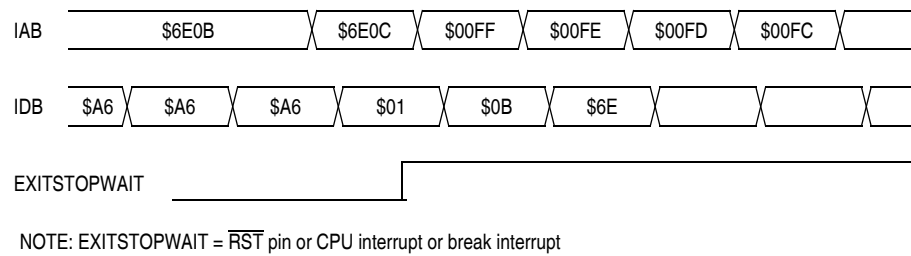 IAB $6E0B $6E0C $00FF $00FE $00FD $00FC
IDB $A6 $A6 $A6 $01 $0B $6E
EXITSTOPWAIT
NOTE: EXITSTOPWAIT = RST pin or CPU interrupt or break interrupt